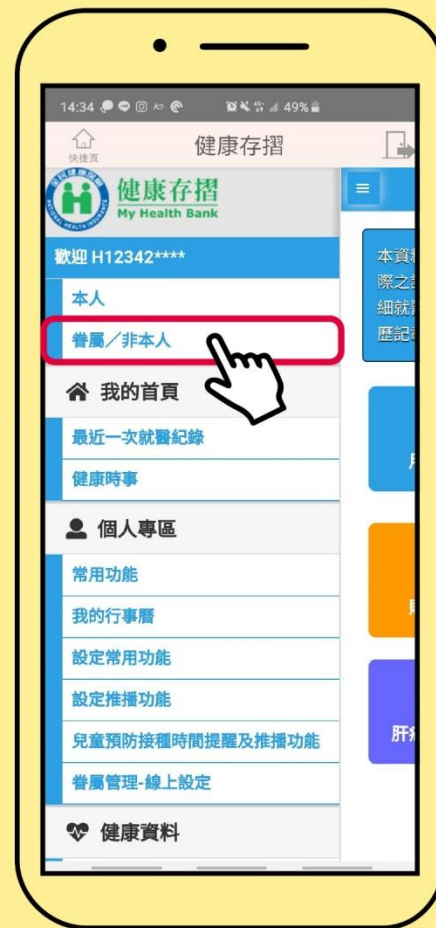 14:34
49%
快捷頁
健康存摺
健康存摺
My Health Bank
NATIONAL HEALTH INSURANCE
歡迎 H12342****
本人
眷屬/非本人
我的首頁
最近一次就醫紀錄
健康時事
個人專區
常用功能
我的行事曆
設定常用功能
設定推播功能
兒童預防接種時間提醒及推播功能
眷屬管理-線上設定
健康資料
本資
際之
細就
歷記
肝